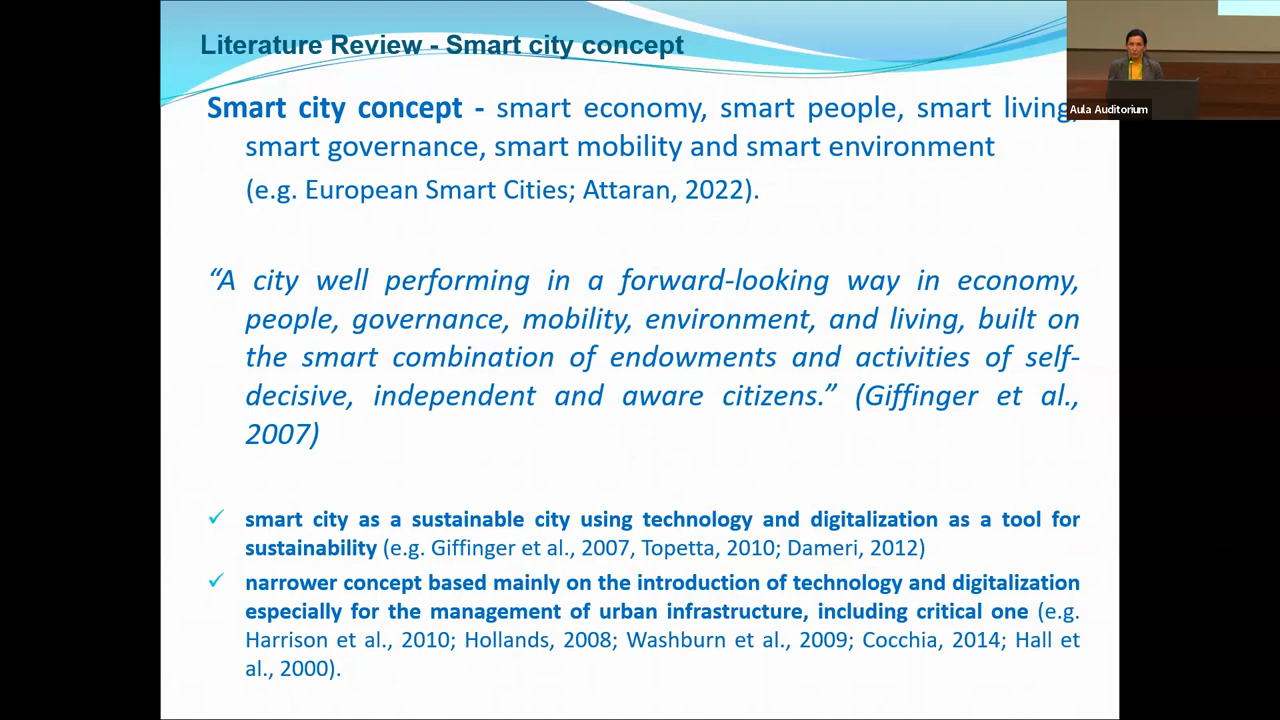 Literature Review - Smart city concept
Aula Auditorium
Smart city concept - smart economy, smart people, smart living,
smart governance, smart mobility and smart environment
(e.g. European Smart Cities; Attaran, 2022).
“A city well performing in a forward-looking way in economy,
people, governance, mobility, environment, and living, built on
the smart combination of endowments and activities of self-
decisive, independent and aware citizens.” (Giffinger et al.,
2007)
✓ smart city as a sustainable city using technology and digitalization as a tool for
sustainability (e.g. Giffinger et al., 2007, Topetta, 2010; Dameri, 2012)
✓ narrower concept based mainly on the introduction of technology and digitalization
especially for the management of urban infrastructure, including critical one (e.g.
Harrison et al., 2010; Hollands, 2008; Washburn et al., 2009; Cocchia, 2014; Hall et
al., 2000).